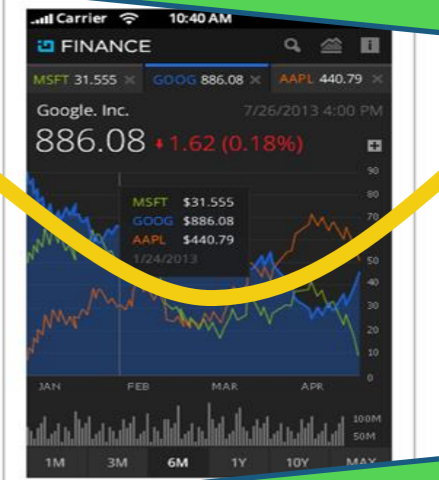 Carrier 10:40 AM
FINANCE
MSFT 31.555 × GOOG 886.08 × AAPL 440.79 ×
Google. Inc. 7/26/2013 4:00 PM
886.08 1.62 (0.18%)
90
80
MSFT $31.555
70
GOOG $886.08
AAPL $440.79
1/24/2013
50
40
30
20
10
0
JAN FEB MAR APR
100M
50M
1M 3M 6M 1Y 10Y MAX